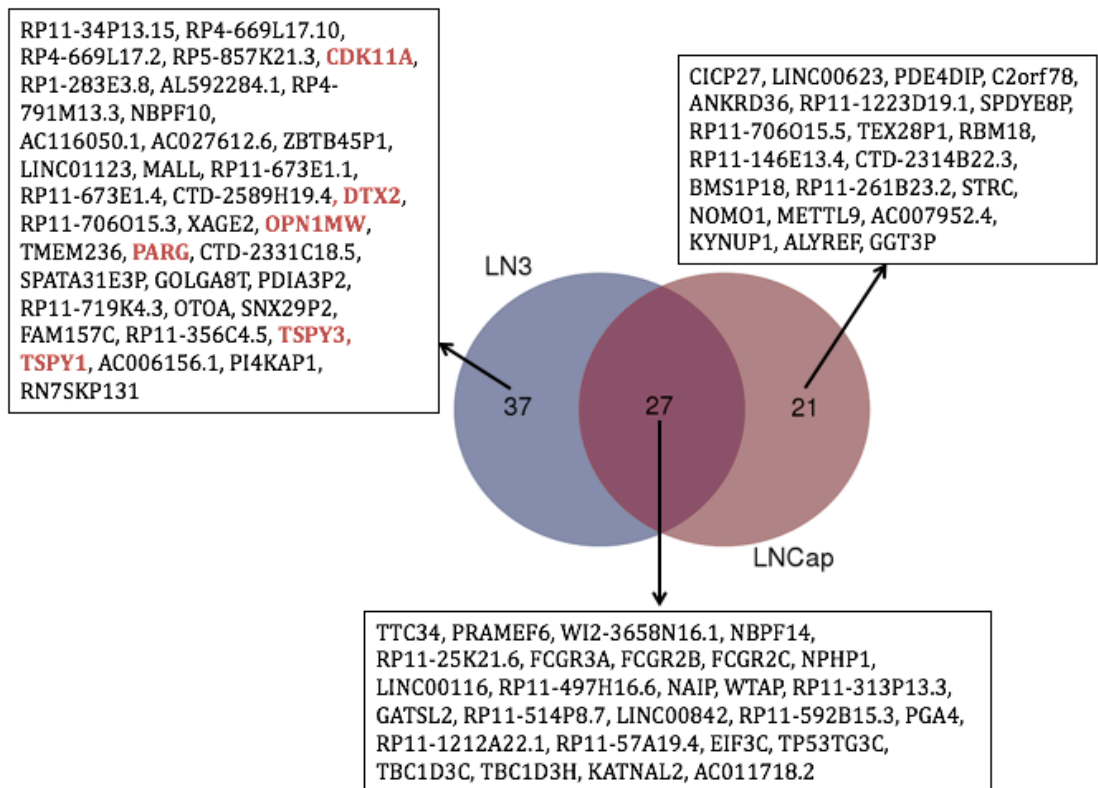 RP11-34P13.15, RP4-669L17.10,
RP4-669L17.2, RP5-857K21.3, CDK11A,
RP1-283E3.8, AL592284.1, RP4-
791M13.3, NBPF10,
AC116050.1, AC027612.6, ZBTB45P1,
LINC01123, MALL, RP11-673E1.1,
RP11-673E1.4, CTD-2589H19.4, DTX2,
RP11-706O15.3, XAGE2, OPN1MW,
TMEM236, PARG, CTD-2331C18.5,
SPATA31E3P, GOLGA8T, PDIA3P2,
RP11-719K4.3, OTOA, SNX29P2,
FAM157C, RP11-356C4.5, TSPY3,
TSPY1, AC006156.1, PI4KAP1,
RN7SKP131
CICP27, LINC00623, PDE4DIP, C2orf78,
ANKRD36, RP11-1223D19.1, SPDYE8P,
RP11-706O15.5, TEX28P1, RBM18,
RP11-146E13.4, CTD-2314B22.3,
BMS1P18, RP11-261B23.2, STRC,
NOMO1, METTL9, AC007952.4,
KYNUP1, ALYREF, GGT3P
LN3
37
27
21
LNCap
TTC34, PRAMEF6, WI2-3658N16.1, NBPF14,
RP11-25K21.6, FCGR3A, FCGR2B, FCGR2C, NPHP1,
LINC00116, RP11-497H16.6, NAIP, WTAP, RP11-313P13.3,
GATSL2, RP11-514P8.7, LINC00842, RP11-592B15.3, PGA4,
RP11-1212A22.1, RP11-57A19.4, EIF3C, TP53TG3C,
TBC1D3C, TBC1D3H, KATNAL2, AC011718.2